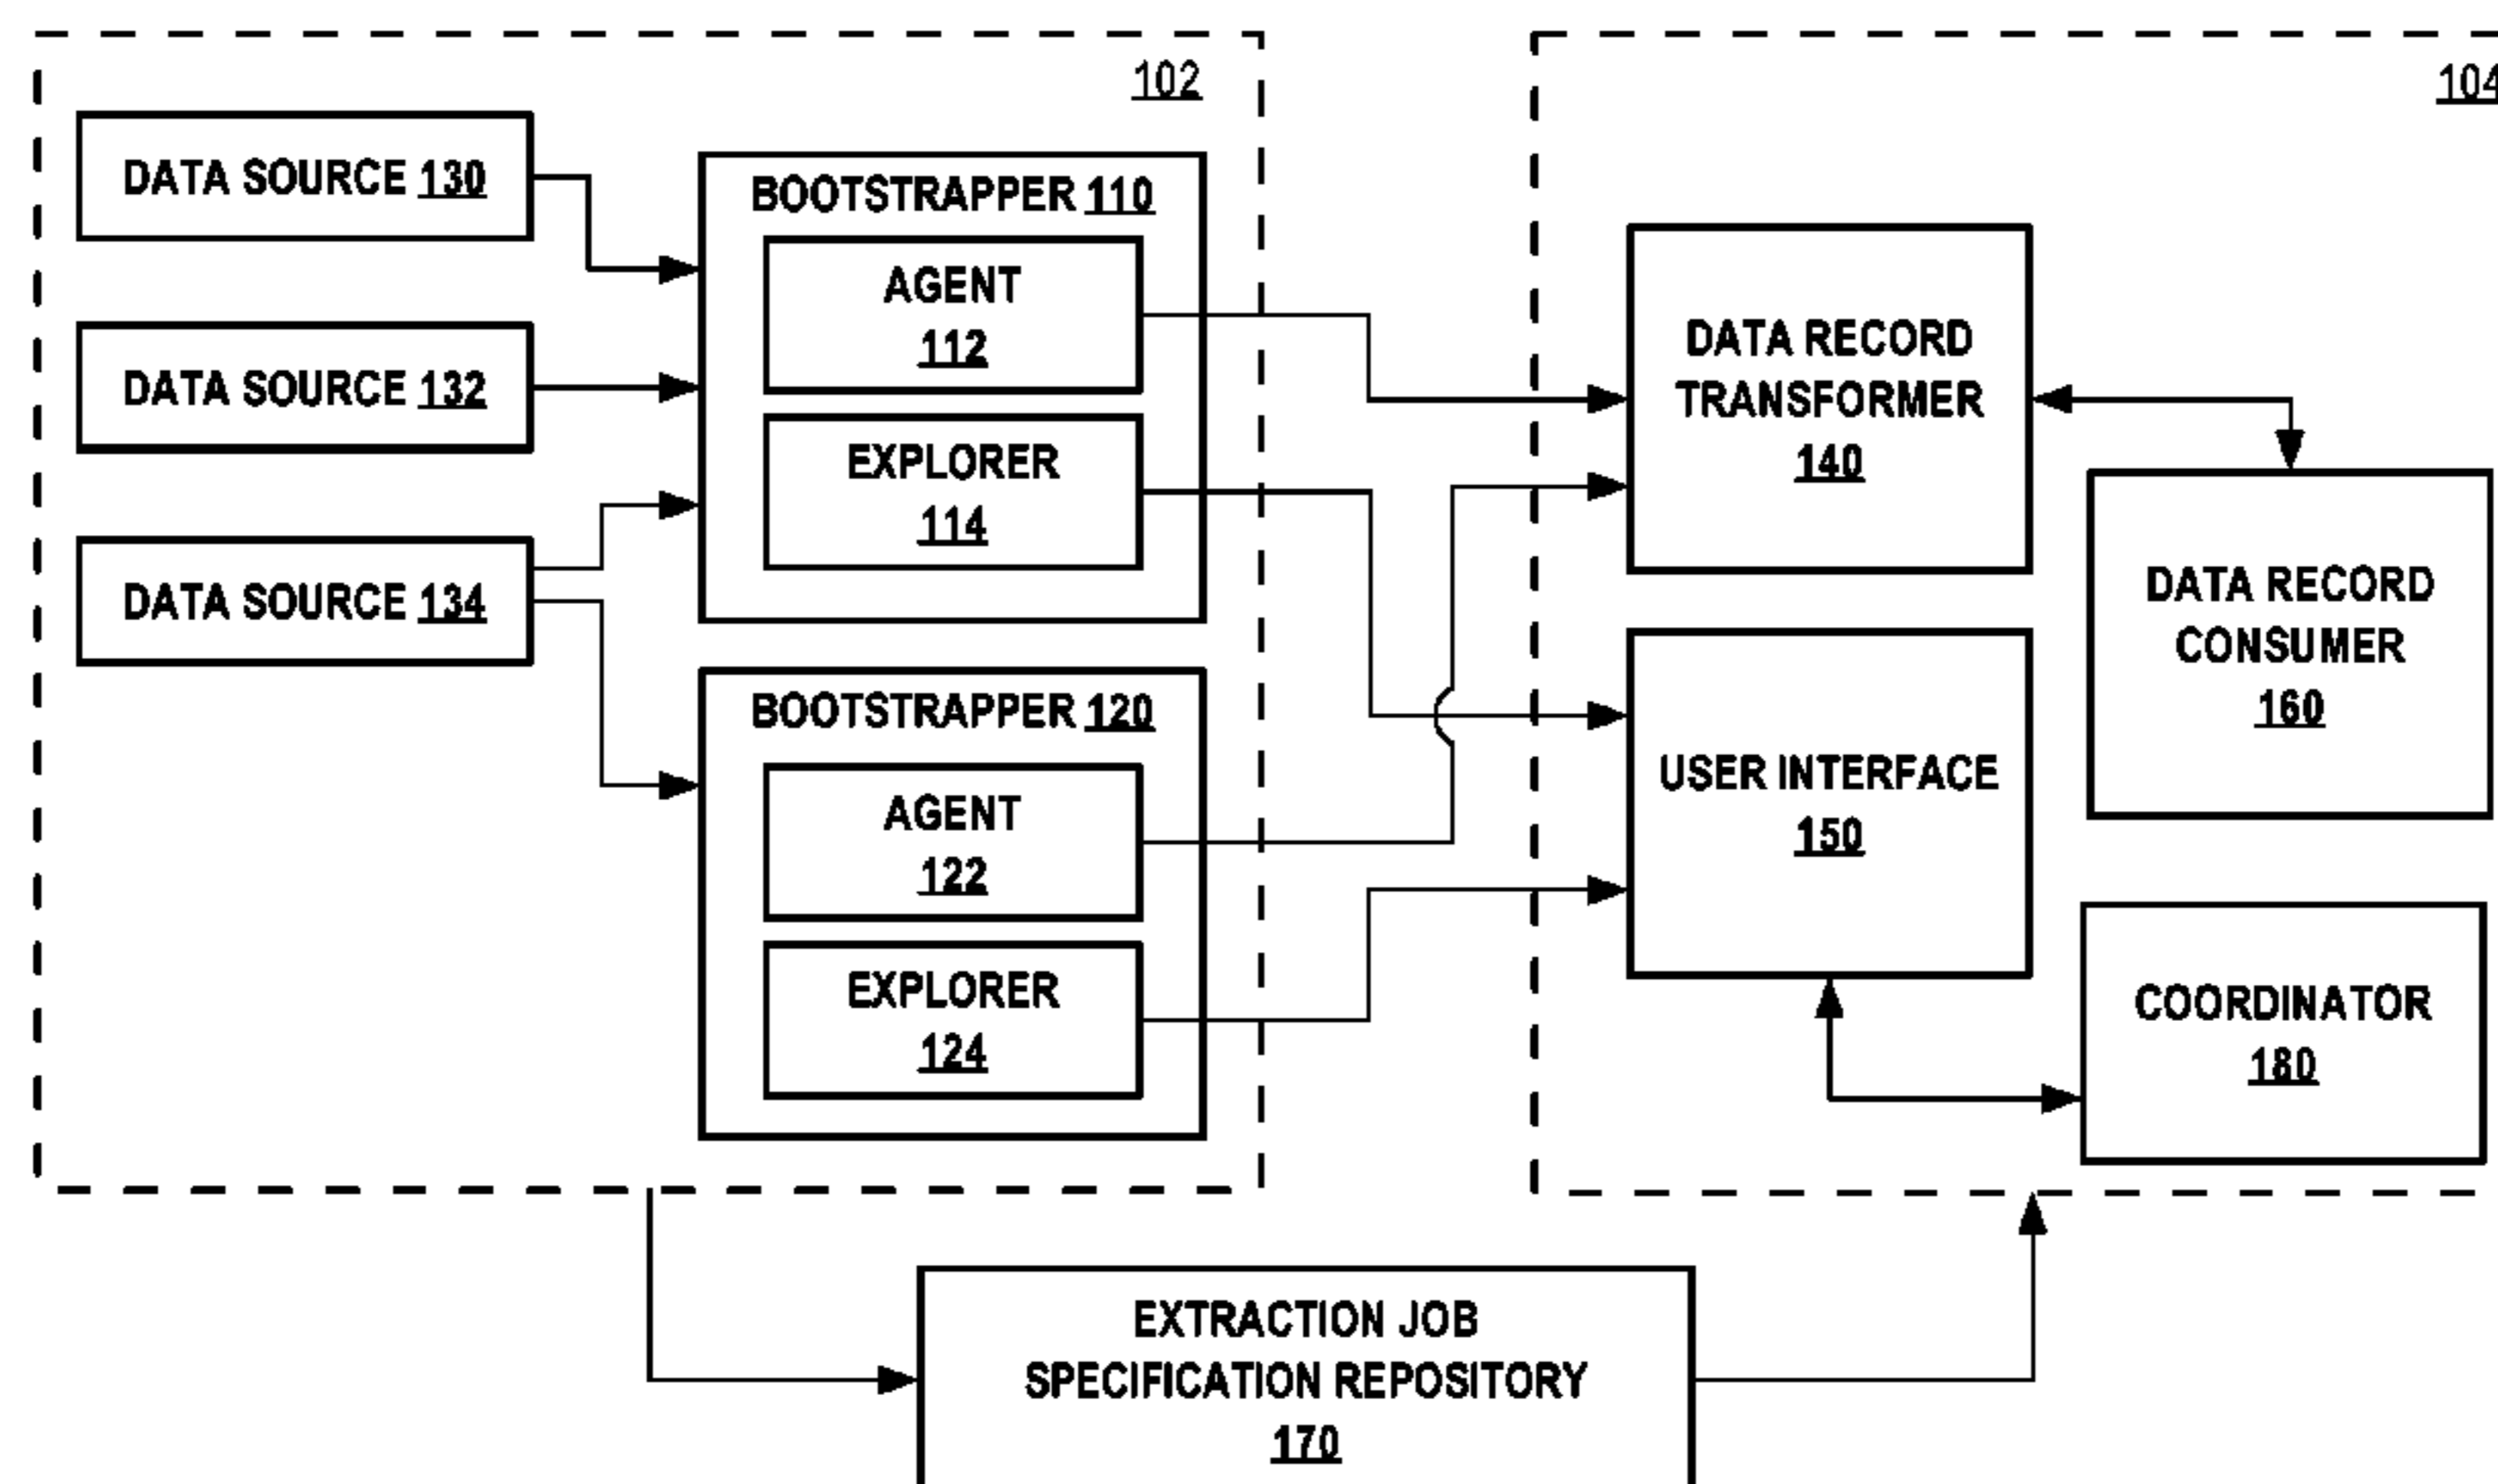 102
DATA SOURCE 130
DATA SOURCE 132
DATA SOURCE 134
BOOTSTRAPPER 110
AGENT
112
EXPLORER
114
BOOTSTRAPPER 120
AGENT
122
EXPLORER
124
104
DATA RECORD
TRANSFORMER
140
USER INTERFACE
150
DATA RECORD
CONSUMER
160
COORDINATOR
180
EXTRACTION JOB
SPECIFICATION REPOSITORY
170